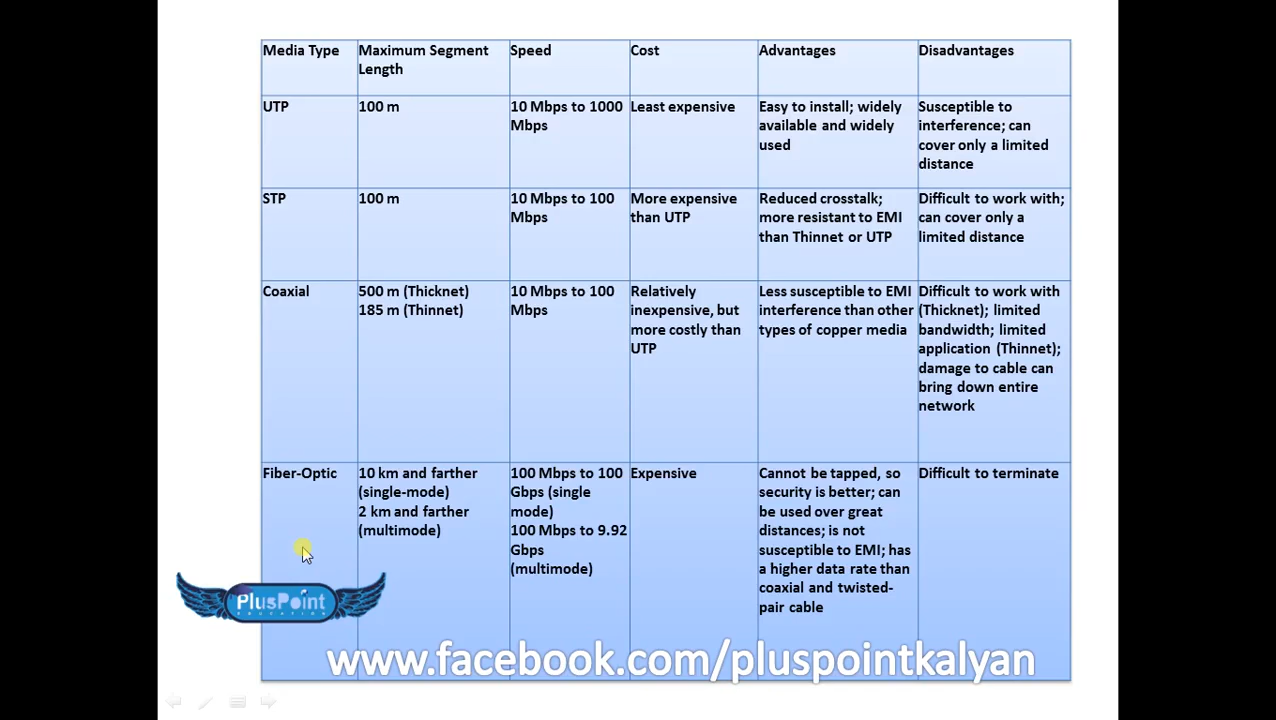 Media Type
Maximum Segment
Length
Speed
Cost
Advantages
Disadvantages
UTP
100 m
10 Mbps to 1000
Mbps
Least expensive
Easy to install; widely
available and widely
used
Susceptible to
interference; can
cover only a limited
distance
STP
100 m
10 Mbps to 100
Mbps
More expensive
than UTP
Reduced crosstalk;
more resistant to EMI
than Thinnet or UTP
Difficult to work with;
can cover only a
limited distance
Coaxial
500 m (Thicknet)
185 m (Thinnet)
10 Mbps to 100
Mbps
Relatively
inexpensive, but
more costly than
UTP
Less susceptible to EMI
interference than other
types of copper media
Difficult to work with
(Thicknet); limited
bandwidth; limited
application (Thinnet);
damage to cable can
bring down entire
network
Fiber-Optic
10 km and farther
(single-mode)
2 km and farther
(multimode)
100 Mbps to 100
Gbps (single
mode)
100 Mbps to 9.92
Gbps
(multimode)
Expensive
Cannot be tapped, so
security is better; can
be used over great
distances; is not
susceptible to EMI; has
a higher data rate than
coaxial and twisted-
pair cable
Difficult to terminate
PlusPoint
EDUCATION
www.facebook.com/pluspointkalyan